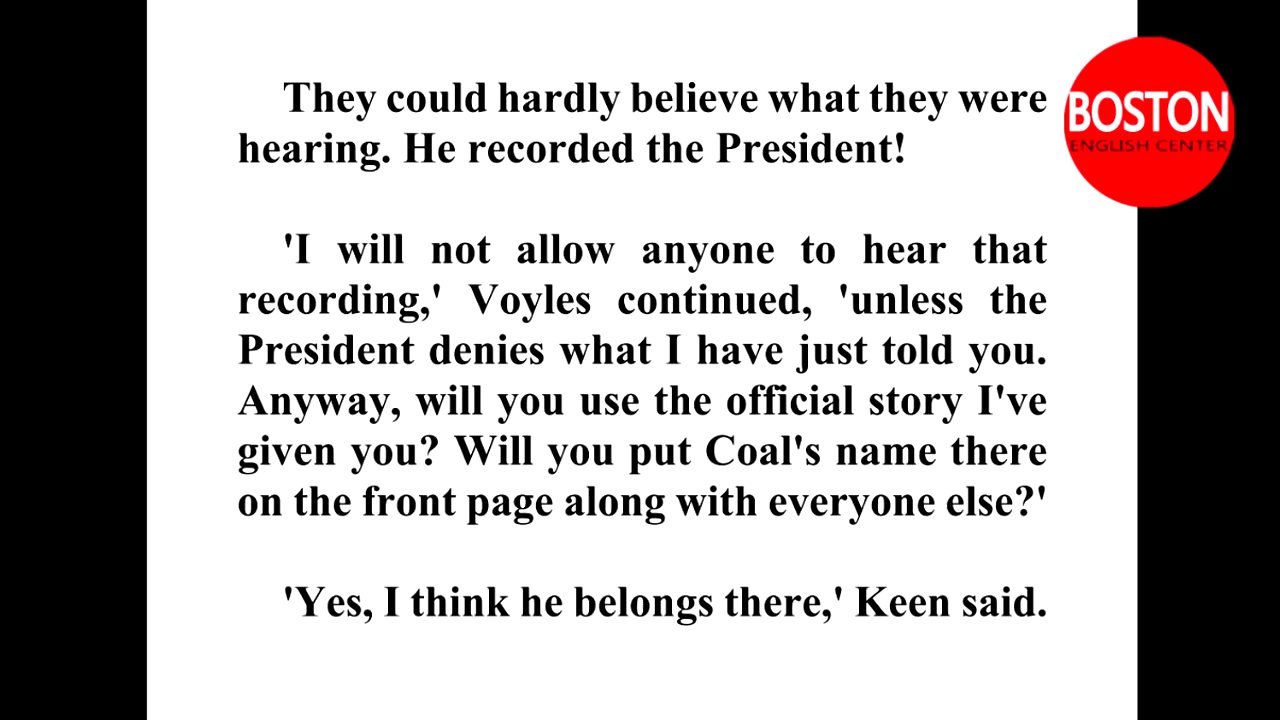 They could hardly believe what they were
hearing. He recorded the President!
'I will not allow anyone to hear that
recording,' Voyles continued, 'unless the
President denies what I have just told you.
Anyway, will you use the official story I've
given you? Will you put Coal's name there
on the front page along with everyone else?'
'Yes, I think he belongs there,' Keen said.
BOSTON
ENGLISH CENTER